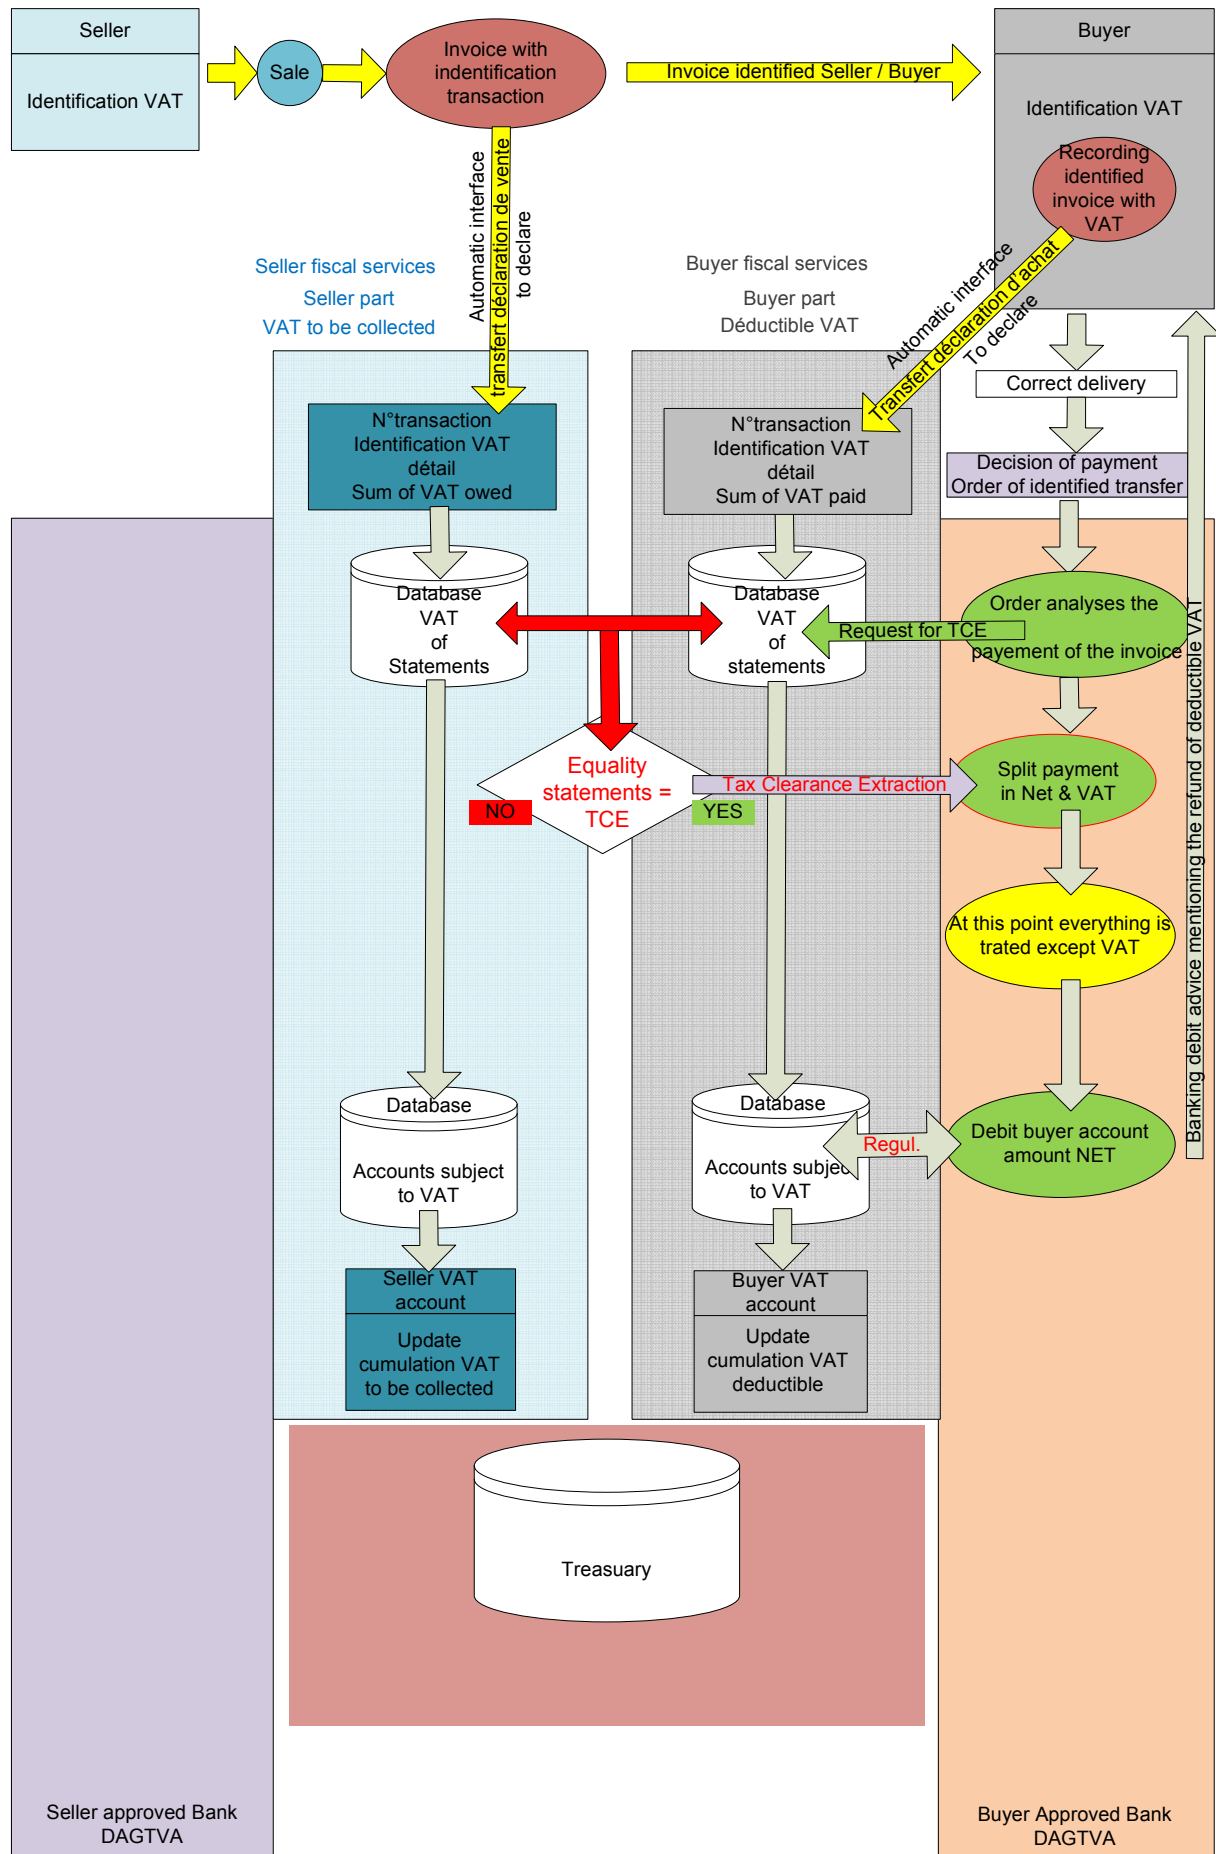 Seller
Identification VAT
Sale
Invoice with
indentification
transaction
Invoice identified Seller / Buyer
Buyer
Identification VAT
Recording
identified
invoice with
VAT
Automatic interface
transfert déclaration de vente
to declare
Seller fiscal services
Seller part
VAT to be collected
Buyer fiscal services
Buyer part
Déductible VAT
Automatic interface
Transfert déclaration d'achat
To declare
Correct delivery
Decision of payment
Order of identified transfer
N°transaction
Identification VAT
détail
Sum of VAT owed
N°transaction
Identification VAT
détail
Sum of VAT paid
Database
VAT
of
Statements
Database
VAT
of
statements
Request for TCE
Order analyses the
payement of the invoice
Equality
statements =
TCE
NO
YES
Tax Clearance Extraction
Split payment
in Net & VAT
At this point everything is
trated except VAT
Banking debit advice mentioning the refund of deductible VAT
Database
Accounts subject
to VAT
Database
Accounts subject
to VAT
Regul.
Debit buyer account
amount NET
Seller VAT
account
Update
cumulation VAT
to be collected
Buyer VAT
account
Update
cumulation VAT
deductible
Treasuary
Seller approved Bank
DAGTVA
Buyer Approved Bank
DAGTVA